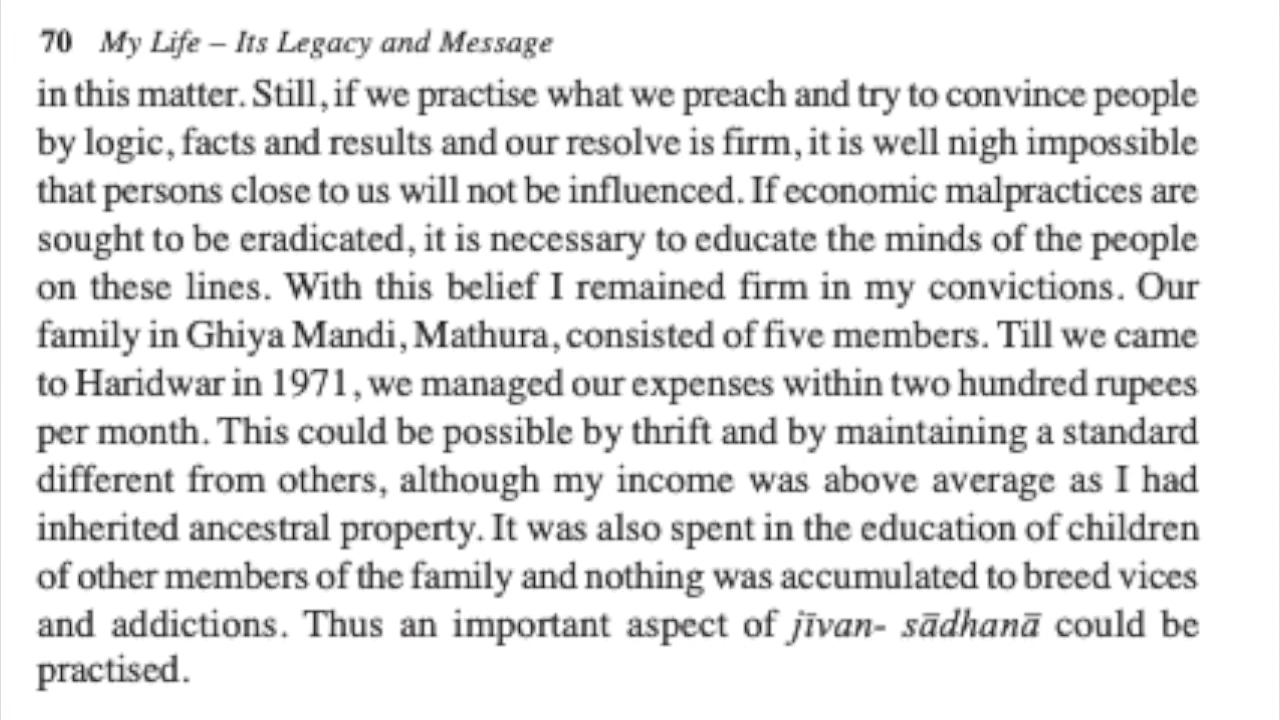 70 My Life – Its Legacy and Message
in this matter. Still, if we practise what we preach and try to convince people
by logic, facts and results and our resolve is firm, it is well nigh impossible
that persons close to us will not be influenced. If economic malpractices are
sought to be eradicated, it is necessary to educate the minds of the people
on these lines. With this belief I remained firm in my convictions. Our
family in Ghiya Mandi, Mathura, consisted of five members. Till we came
to Haridwar in 1971, we managed our expenses within two hundred rupees
per month. This could be possible by thrift and by maintaining a standard
different from others, although my income was above average as I had
inherited ancestral property. It was also spent in the education of children
of other members of the family and nothing was accumulated to breed vices
and addictions. Thus an important aspect of jīvan- sādhanā could be
practised.